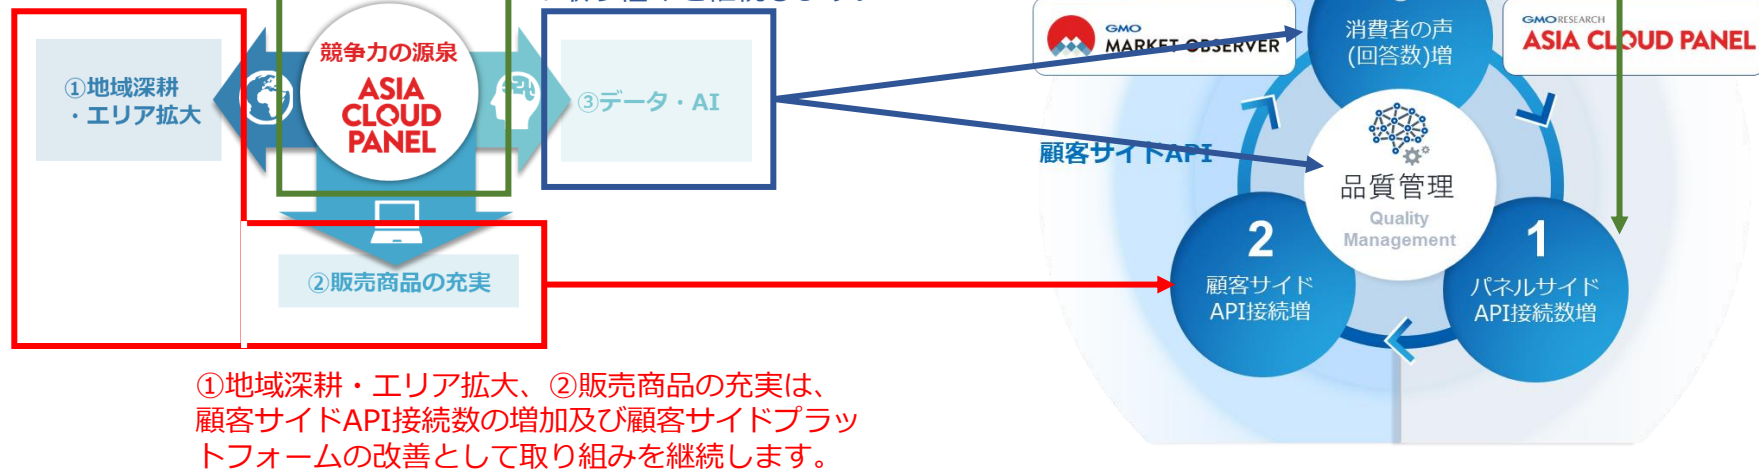 ①地域深耕
・エリア拡大
競争力の源泉
ASIA
CLOUD
PANEL
③データ・AI
②販売商品の充実
①地域深耕・エリア拡大、②販売商品の充実は、
顧客サイドAPI接続数の増加及び顧客サイドプラッ
トフォームの改善として取り組みを継続します。
GMO
MARKET OBSERVER
消費者の声
(回答数)増
GMO RESEARCH
ASIA CLOUD PANEL
顧客サイドAPI
品質管理
Quality
Management
2
顧客サイド
API接続増
1
パネルサイド
API接続数増